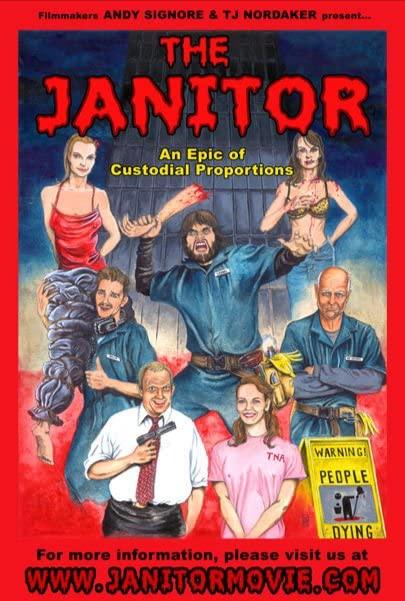 Filmmakers ANDY SiGNORE & TJ NORDAKER present...
THE
JANITOR
An Epic of
Custodial Proportions
TNA
WARNING!
PEOPLE
DYING
For more information, please visit us at
WWW.JANITORMOVIE.COM